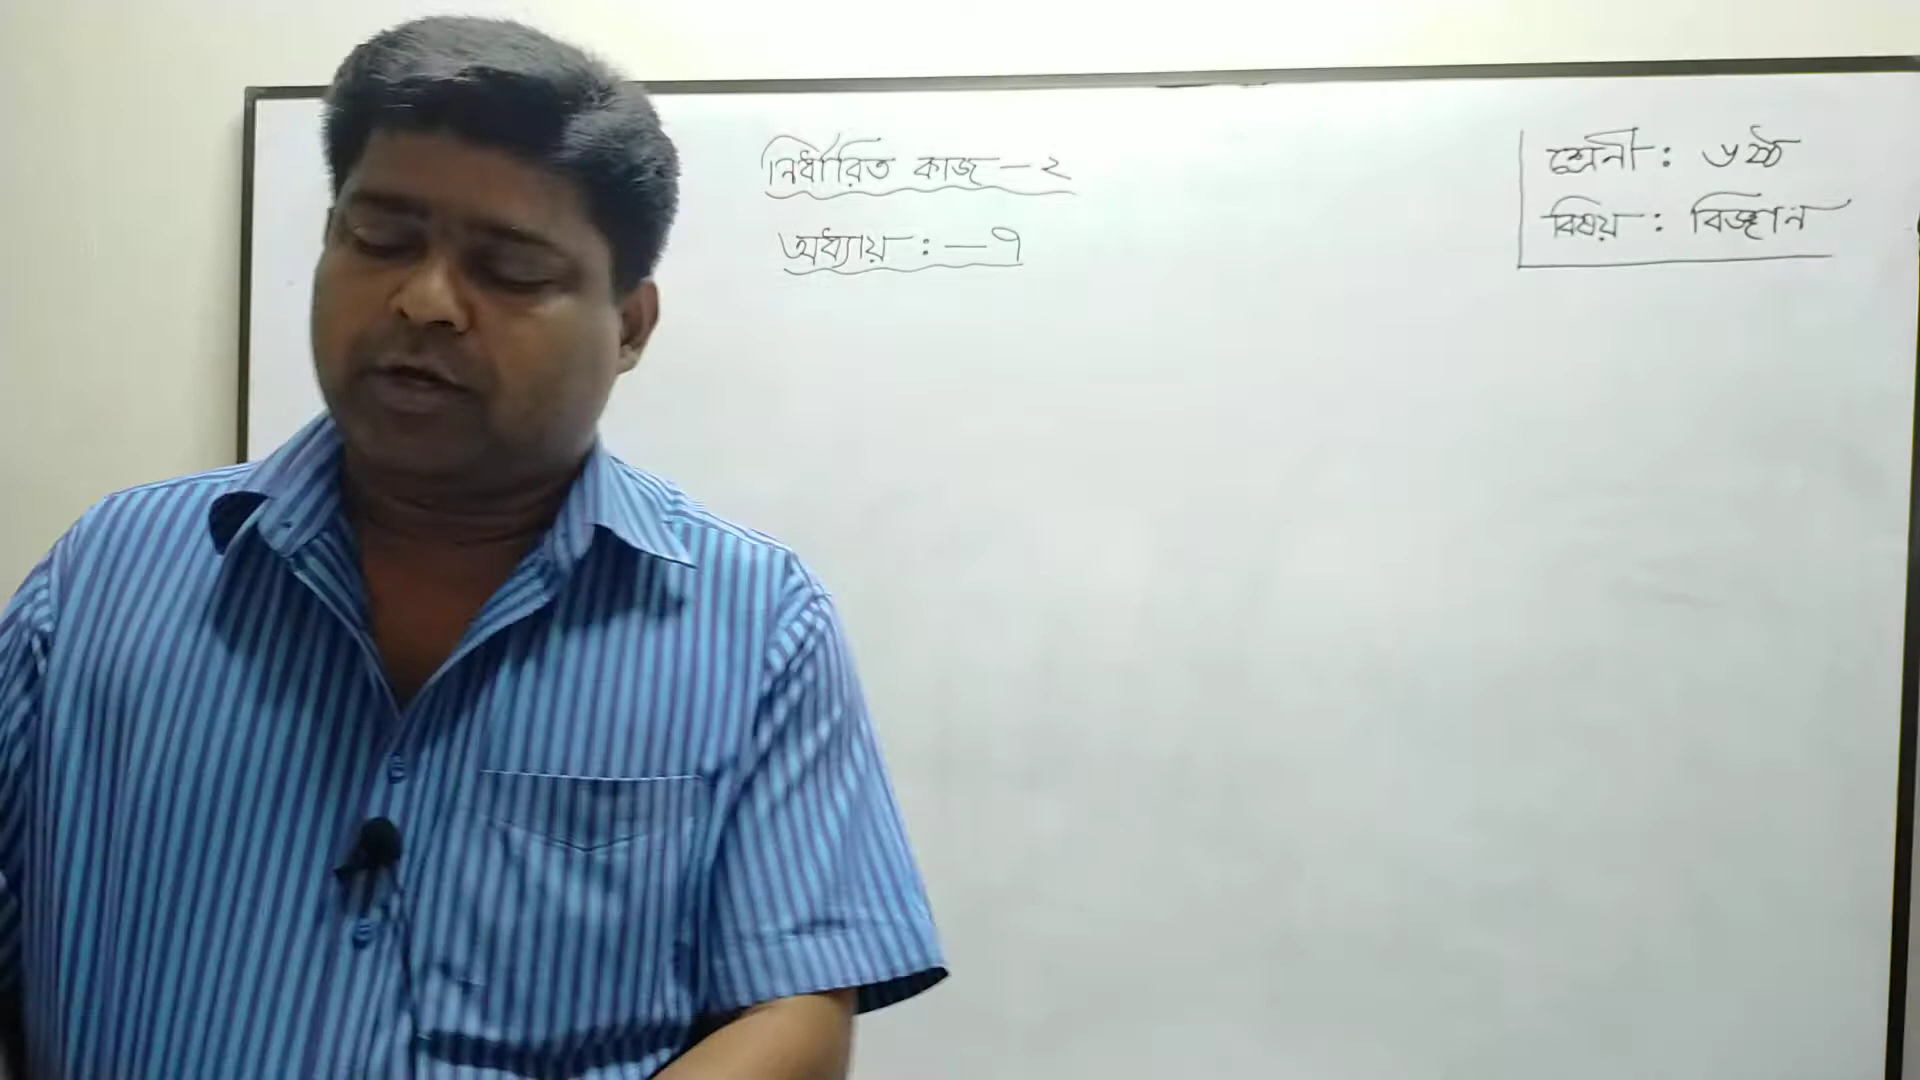 নির্ধারিত কাজ - ২
অধ্যায় : - ৭
শ্রেনী : ৬ষ্ঠ
বিষয় : বিজ্ঞান